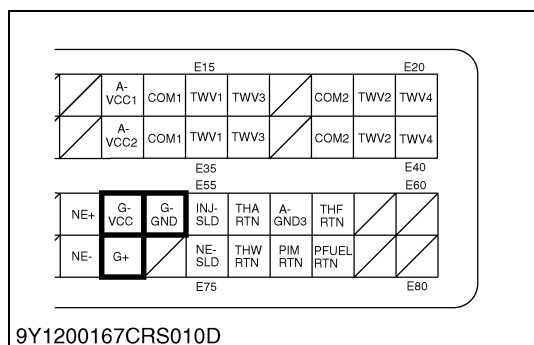 E15 E20
A-VCC1 COM1 TWV1 TWV3 COM2 TWV2 TWV4
A-VCC2 COM1 TWV1 TWV3 COM2 TWV2 TWV4
E35 E40
E55 E60
NE+ G-VCC G-GND INJ-SLD THA RTN A-GND3 THF RTN
NE- G+ NE-SLD THW RTN PIM RTN PFUEL RTN
E75 E80
9Y1200167CRS010D